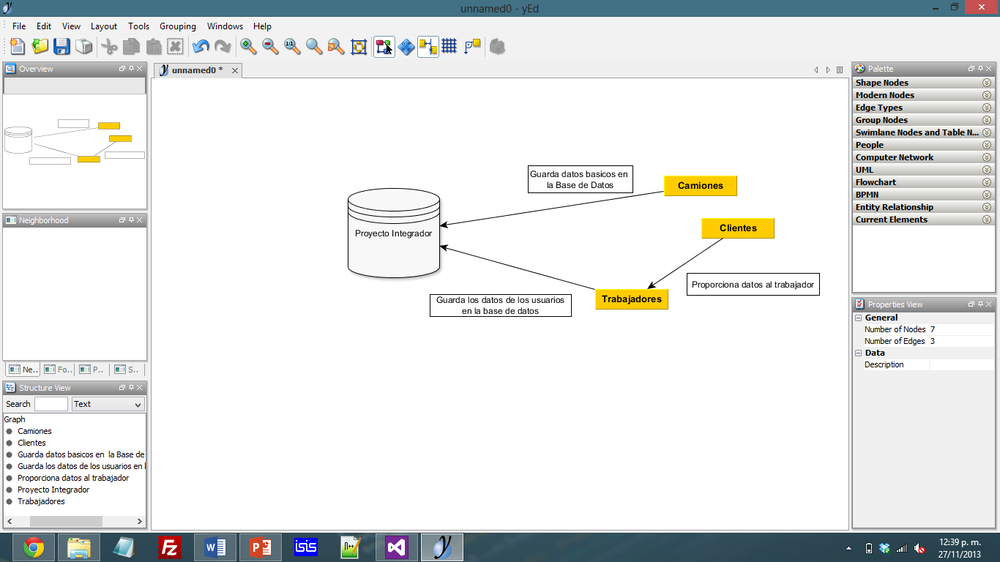 unnamed0 - yEd
File Edit View Layout Tools Grouping Windows Help
1:1
Overview
unnamed0 *
Palette
Shape Nodes
Modern Nodes
Edge Types
Group Nodes
Swimlane Nodes and Table N...
People
Computer Network
UML
Flowchart
BPMN
Entity Relationship
Current Elements
Neighborhood
Ne..
Fo..
P..
S..
Structure View
Search
Text
Graph
Camiones
Clientes
Guarda datos basicos en la Base de
Guarda los datos de los usuarios en l
Proporciona datos al trabajador
Proyecto Integrador
Trabajadores
Guarda datos basicos en
la Base de Datos
Camiones
Clientes
Proyecto Integrador
Proporciona datos al trabajador
Trabajadores
Guarda los datos de los usuarios
en la base de datos
Properties View
General
Number of Nodes 7
Number of Edges 3
Data
Description
Fz
W
P
isis
12:39 p. m.
27/11/2013